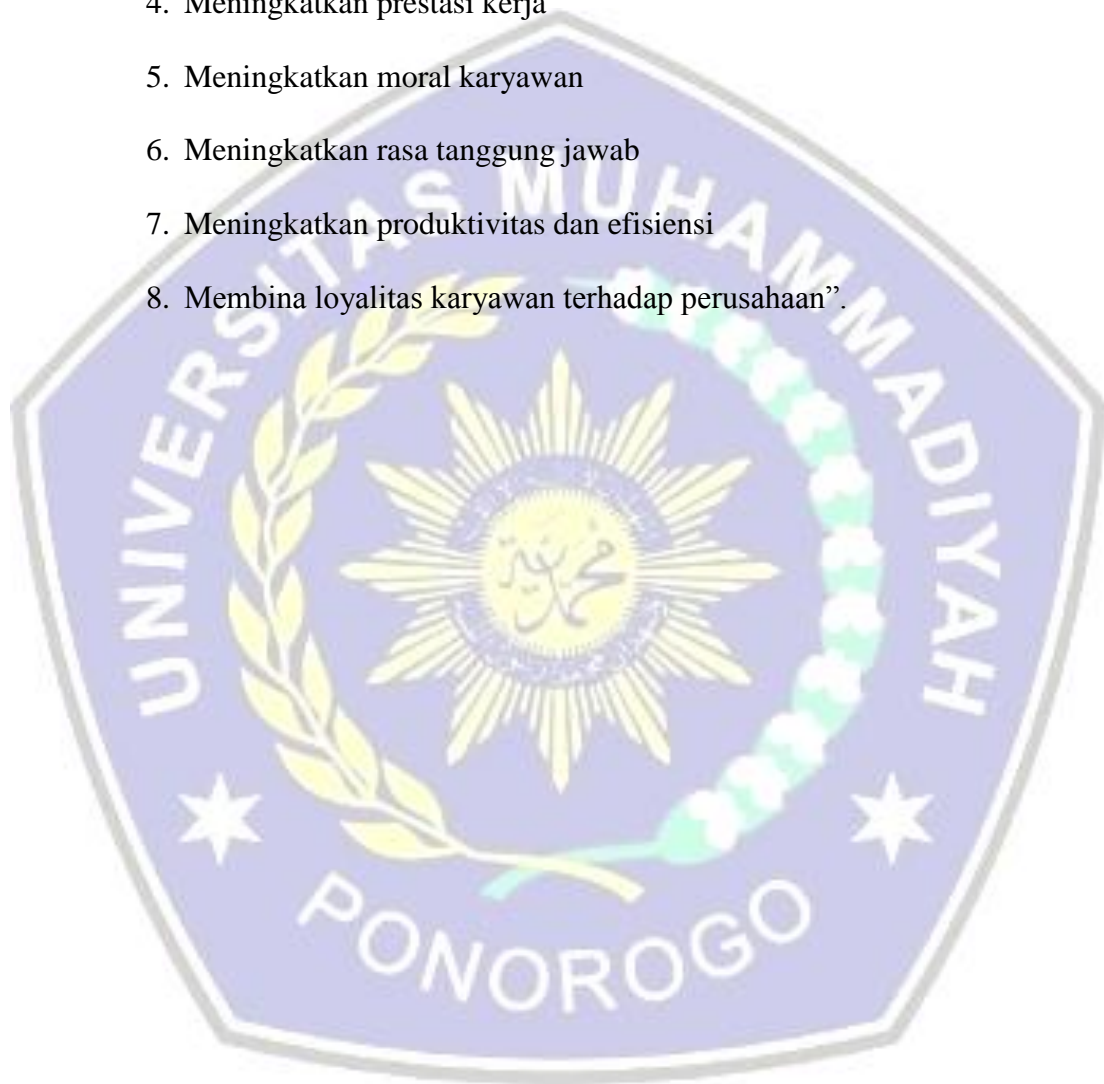 4. Meningkatkan prestasi kerja
5. Meningkatkan moral karyawan
6. Meningkatkan rasa tanggung jawab
7. Meningkatkan produktivitas dan efisiensi
8. Membina loyalitas karyawan terhadap perusahaan”.
UNIVERSITAS MUHAMMADIYAH
PONOROGO
محمدية